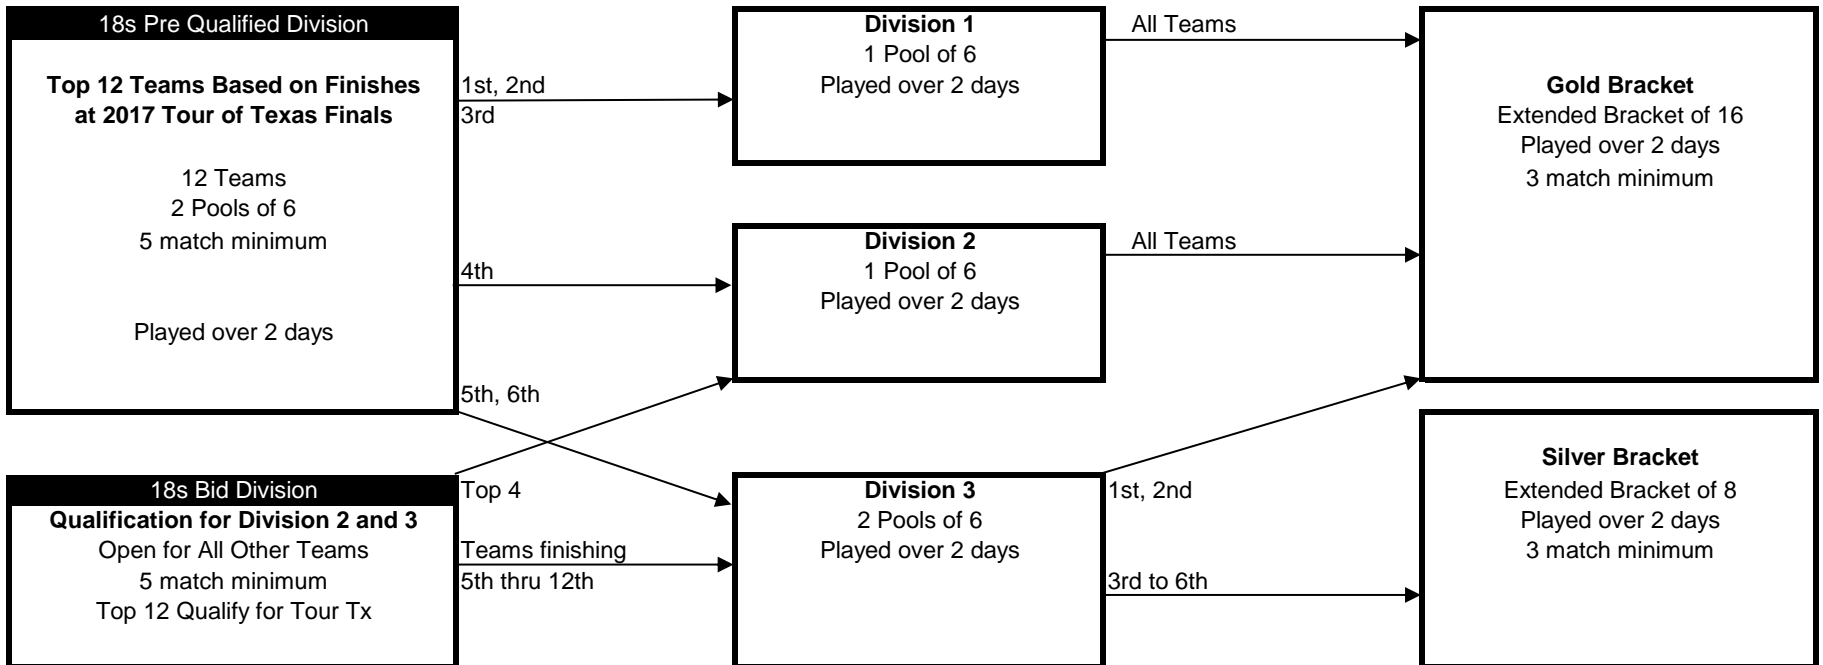 18s Pre Qualified Division
Top 12 Teams Based on Finishes
at 2017 Tour of Texas Finals
12 Teams
2 Pools of 6
5 match minimum
Played over 2 days
1st, 2nd
3rd
4th
5th, 6th
18s Bid Division
Qualification for Division 2 and 3
Open for All Other Teams
5 match minimum
Top 12 Qualify for Tour Tx
Top 4
Teams finishing
5th thru 12th
Division 1
1 Pool of 6
Played over 2 days
All Teams
Division 2
1 Pool of 6
Played over 2 days
All Teams
Division 3
2 Pools of 6
Played over 2 days
1st, 2nd
3rd to 6th
Gold Bracket
Extended Bracket of 16
Played over 2 days
3 match minimum
Silver Bracket
Extended Bracket of 8
Played over 2 days
3 match minimum